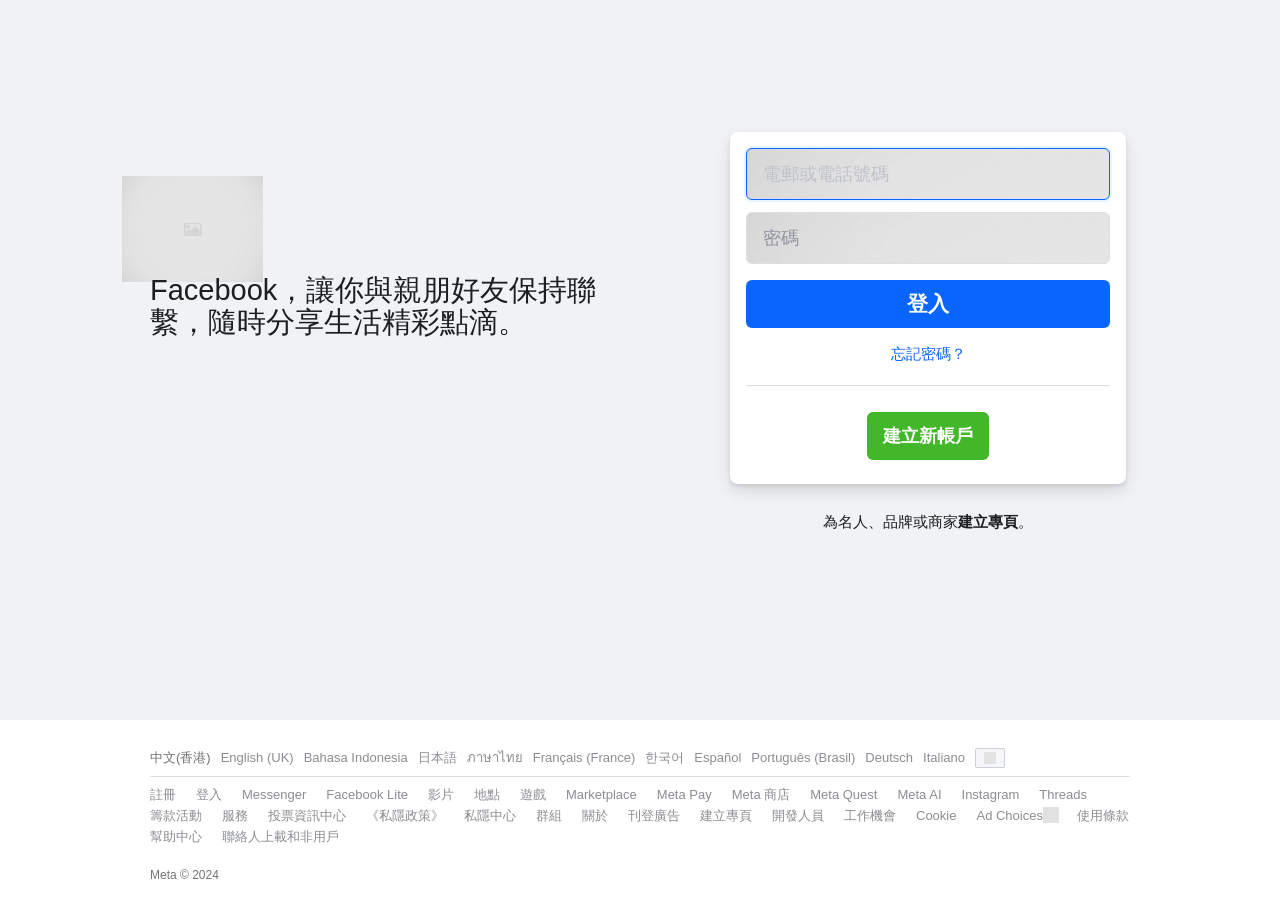 Facebook，讓你與親朋好友保持聯
繫，隨時分享生活精彩點滴。
電郵或電話號碼
密碼
登入
忘記密碼？
建立新帳戶
為名人、品牌或商家建立專頁。
中文(香港) English (UK) Bahasa Indonesia 日本語 ภาษาไทย Français (France) 한국어 Español Português (Brasil) Deutsch Italiano
註冊 登入 Messenger Facebook Lite 影片 地點 遊戲 Marketplace Meta Pay Meta 商店 Meta Quest Meta AI Instagram Threads
籌款活動 服務 投票資訊中心 《私隱政策》 私隱中心 群組 關於 刊登廣告 建立專頁 開發人員 工作機會 Cookie Ad Choices 使用條款
幫助中心 聯絡人上載和非用戶
Meta © 2024